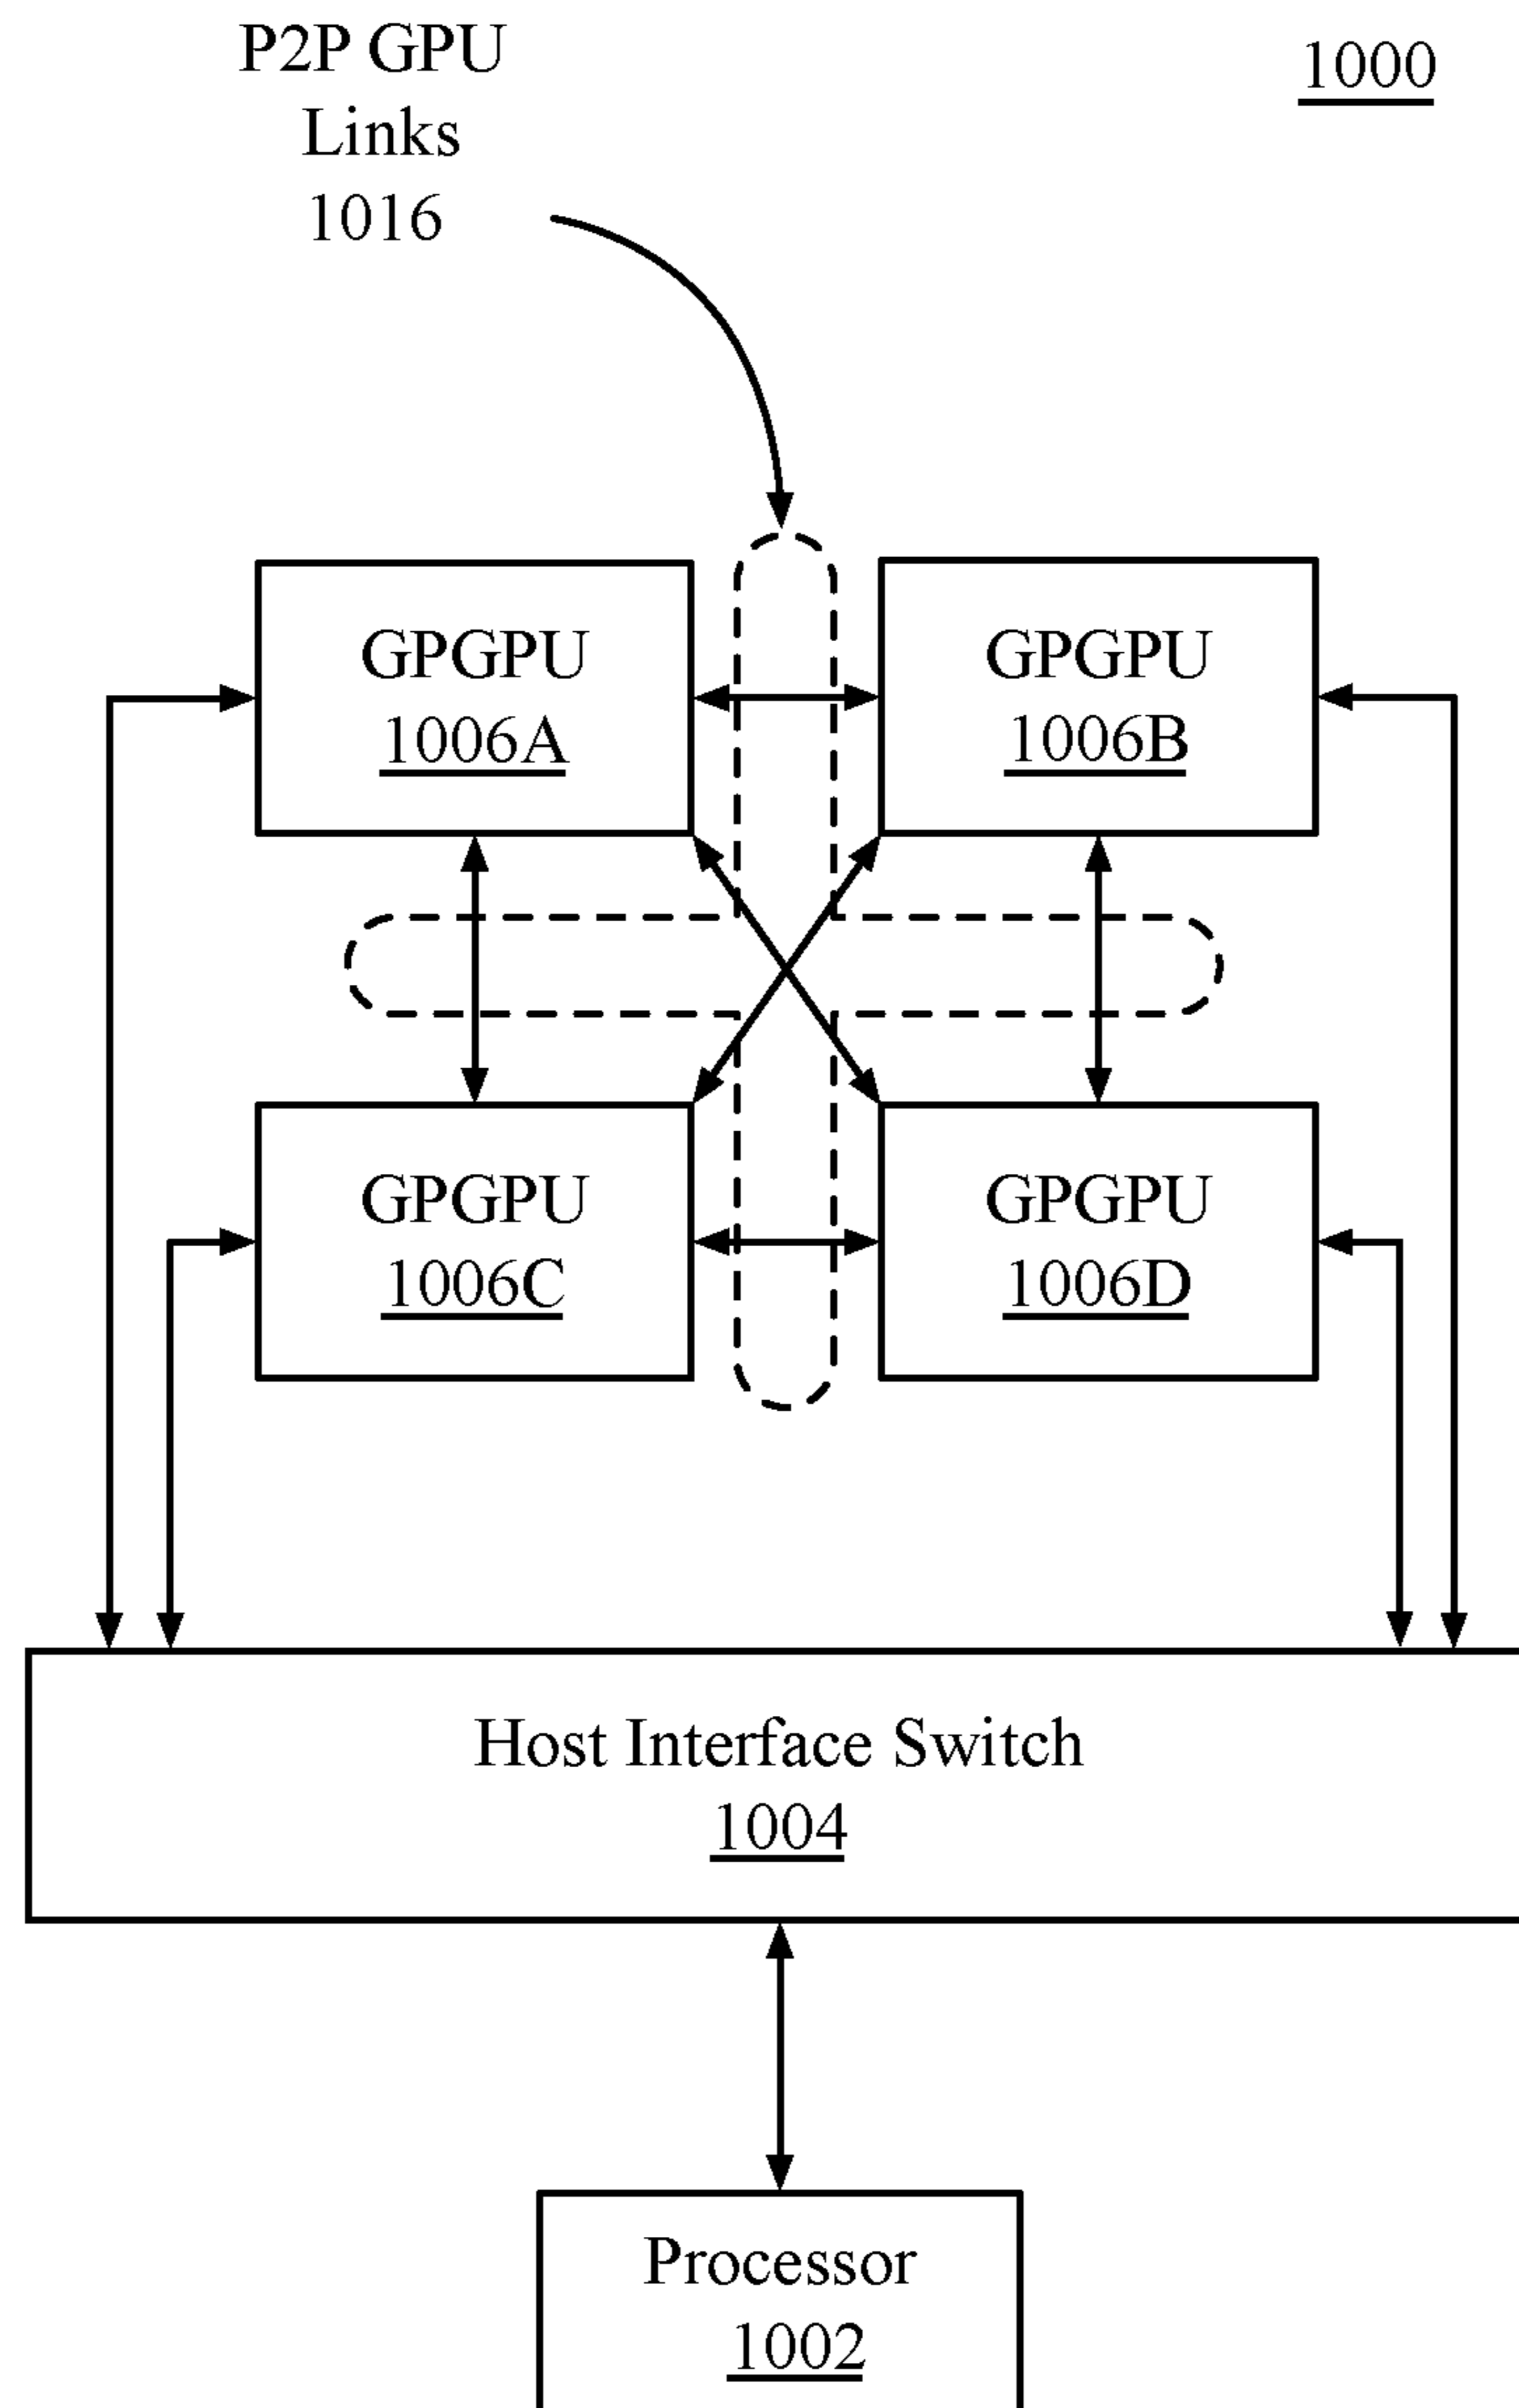 P2P GPU
Links
1016
1000
GPGPU
1006A
GPGPU
1006B
GPGPU
1006C
GPGPU
1006D
Host Interface Switch
1004
Processor
1002